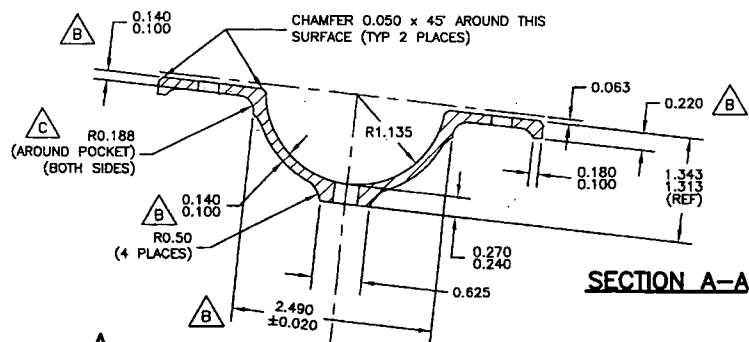 B
0.140
0.100
CHAMFER 0.050 x 45° AROUND THIS
SURFACE (TYP 2 PLACES)
0.063
0.220
B
C
R0.188
(AROUND POCKET)
(BOTH SIDES)
R1.135
0.180
0.100
1.343
1.313
(REF)
B
0.140
0.100
R0.50
(4 PLACES)
0.270
0.240
0.625
SECTION A-A
B
2.490
±0.020
A